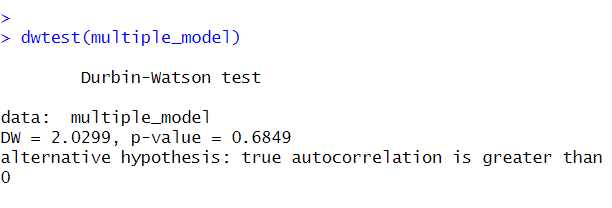 >
> dwtest(multiple_model)
Durbin-Watson test
data:  multiple_model
DW = 2.0299, p-value = 0.6849
alternative hypothesis: true autocorrelation is greater than
0